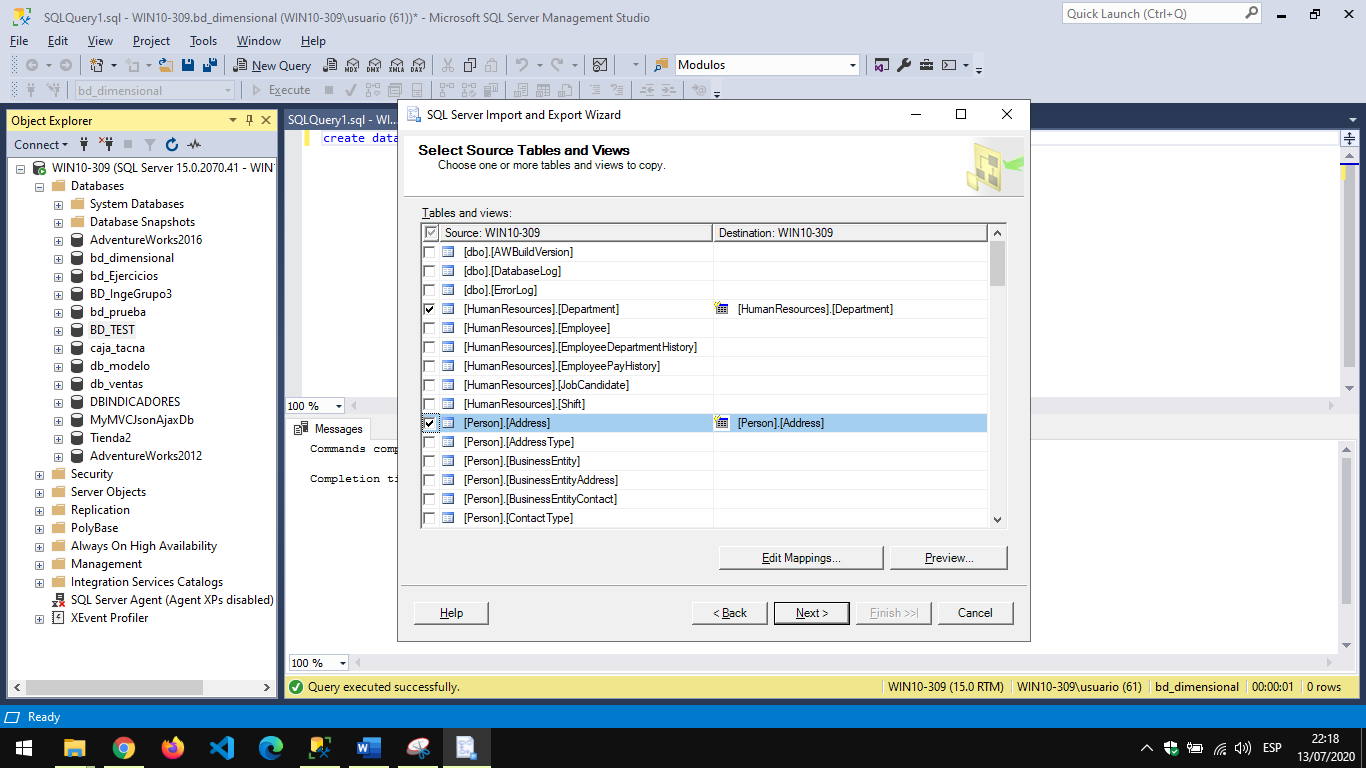 SQLQuery1.sql - WIN10-309.bd_dimensional (WIN10-309\usuario (61))* - Microsoft SQL Server Management Studio
Quick Launch (Ctrl+Q)
File Edit View Project Tools Window Help
New Query MDX DMX XMLA DAX Modulos
bd_dimensional Execute
Object Explorer
Connect
WIN10-309 (SQL Server 15.0.2070.41 - WIN
Databases
System Databases
Database Snapshots
AdventureWorks2016
bd_dimensional
bd_Ejercicios
BD_IngeGrupo3
bd_prueba
BD_TEST
caja_tacna
db_modelo
db_ventas
DBINDICADORES
MyMVCJsonAjaxDb
Tienda2
AdventureWorks2012
Security
Server Objects
Replication
PolyBase
Always On High Availability
Management
Integration Services Catalogs
SQL Server Agent (Agent XPs disabled)
XEvent Profiler
SQLQuery1.sql - WI...
create data
100 %
Messages
Commands comp
Completion ti
100 %
SQL Server Import and Export Wizard
Select Source Tables and Views
Choose one or more tables and views to copy.
Tables and views:
Source: WIN10-309 Destination: WIN10-309
[dbo].[AWBuildVersion]
[dbo].[DatabaseLog]
[dbo].[ErrorLog]
[HumanResources].[Department] [HumanResources].[Department]
[HumanResources].[Employee]
[HumanResources].[EmployeeDepartmentHistory]
[HumanResources].[EmployeePayHistory]
[HumanResources].[JobCandidate]
[HumanResources].[Shift]
[Person].[Address] [Person].[Address]
[Person].[AddressType]
[Person].[BusinessEntity]
[Person].[BusinessEntityAddress]
[Person].[BusinessEntityContact]
[Person].[ContactType]
Edit Mappings... Preview...
Help < Back Next > Finish >>| Cancel
Query executed successfully. WIN10-309 (15.0 RTM) WIN10-309\usuario (61) bd_dimensional 00:00:01 0 rows
Ready
ESP
22:18
13/07/2020